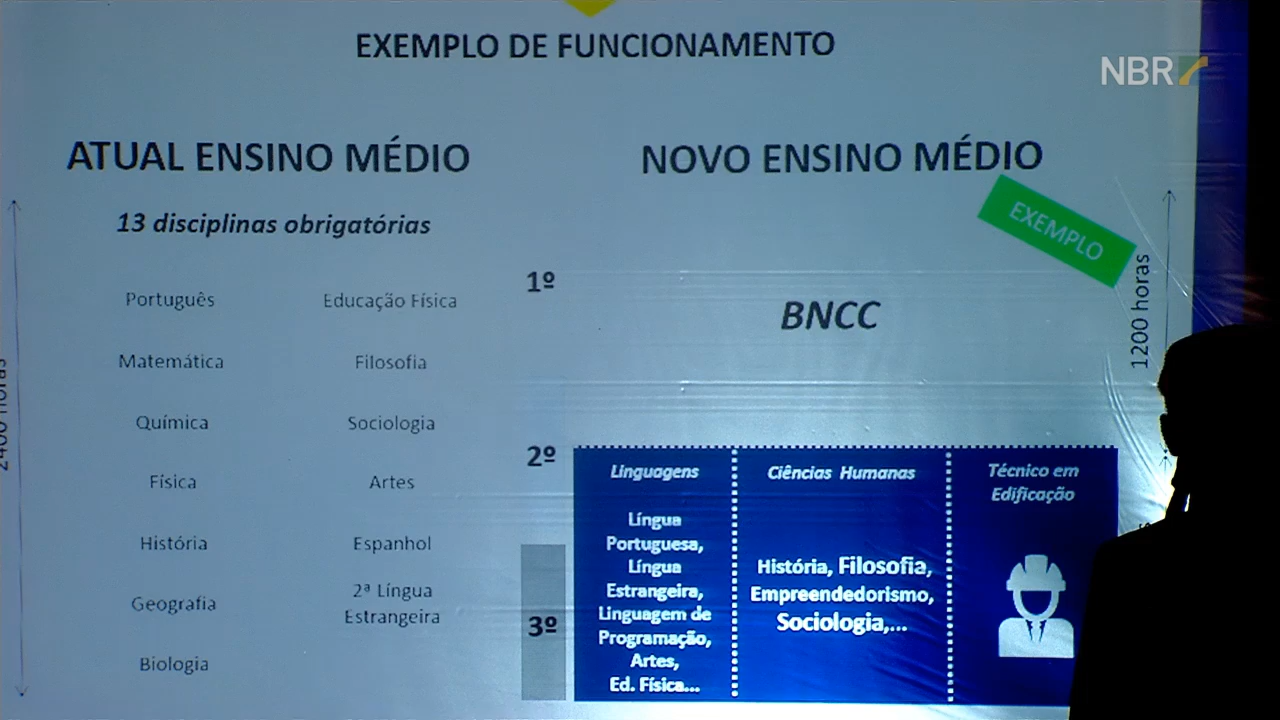 EXEMPLO DE FUNCIONAMENTO
NBR
ATUAL ENSINO MÉDIO
13 disciplinas obrigatórias
Português
Educação Física
Matemática
Filosofia
Química
Sociologia
Física
Artes
História
Espanhol
Geografia
2ª Língua
Estrangeira
Biologia
2400 horas
NOVO ENSINO MÉDIO
EXEMPLO
1200 horas
1º
BNCC
2º
3º
Linguagens
Língua
Portuguesa,
Língua
Estrangeira,
Linguagem de
Programação,
Artes,
Ed. Física...
Ciências Humanas
História, Filosofia,
Empreendedorismo,
Sociologia,...
Técnico em
Edificação